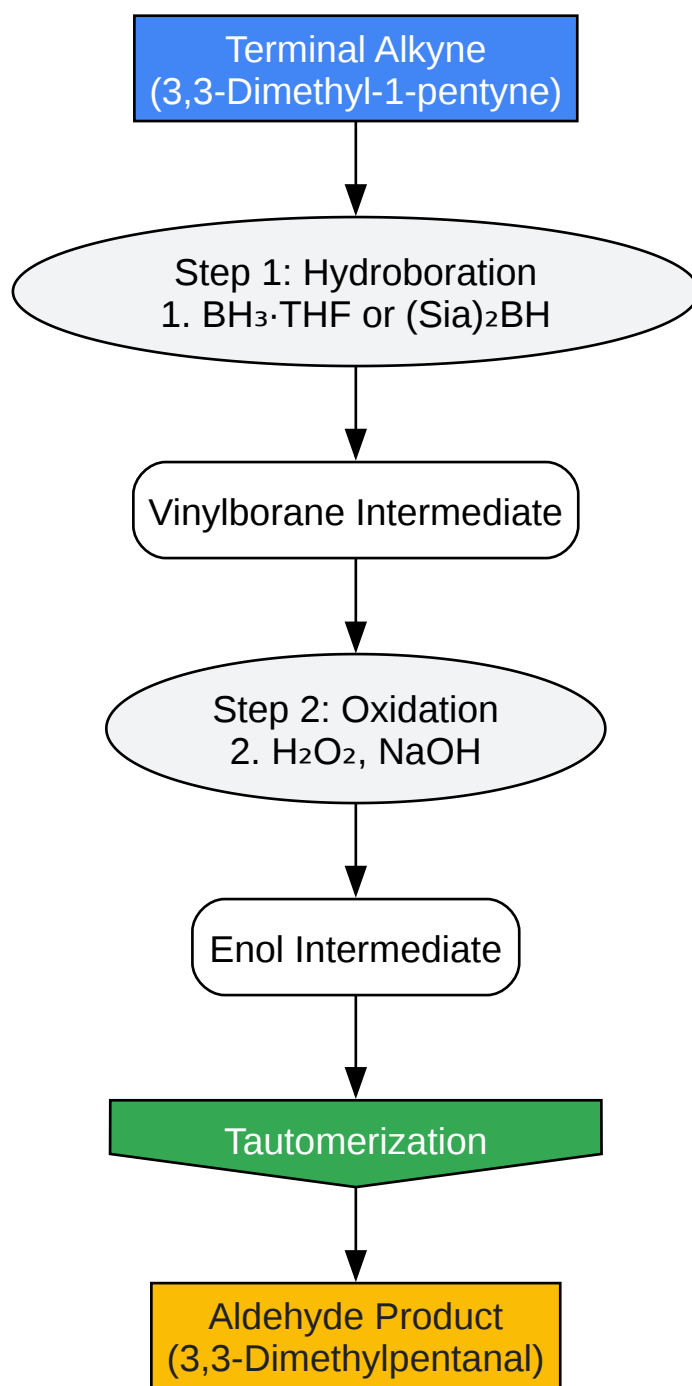 Terminal Alkyne
(3,3-Dimethyl-1-pentyne)
Step 1: Hydroboration
1. BH₃·THF or (Sia)₂BH
Vinylborane Intermediate
Step 2: Oxidation
2. H₂O₂, NaOH
Enol Intermediate
Tautomerization
Aldehyde Product
(3,3-Dimethylpentanal)